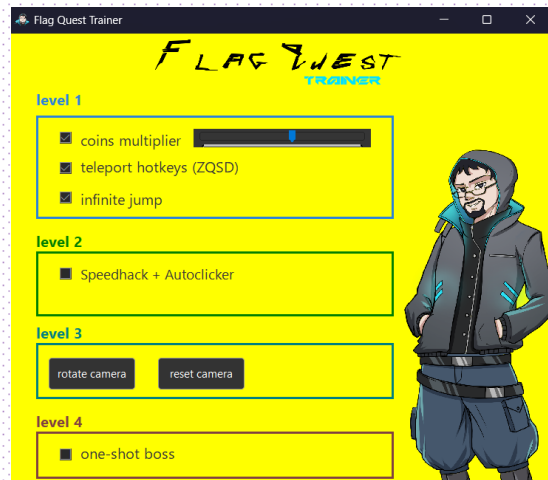 Flag Quest Trainer
FLAG QUEST
TRAINER
level 1
coins multiplier
teleport hotkeys (ZQSD)
infinite jump
level 2
Speedhack + Autoclicker
level 3
rotate camera reset camera
level 4
one-shot boss